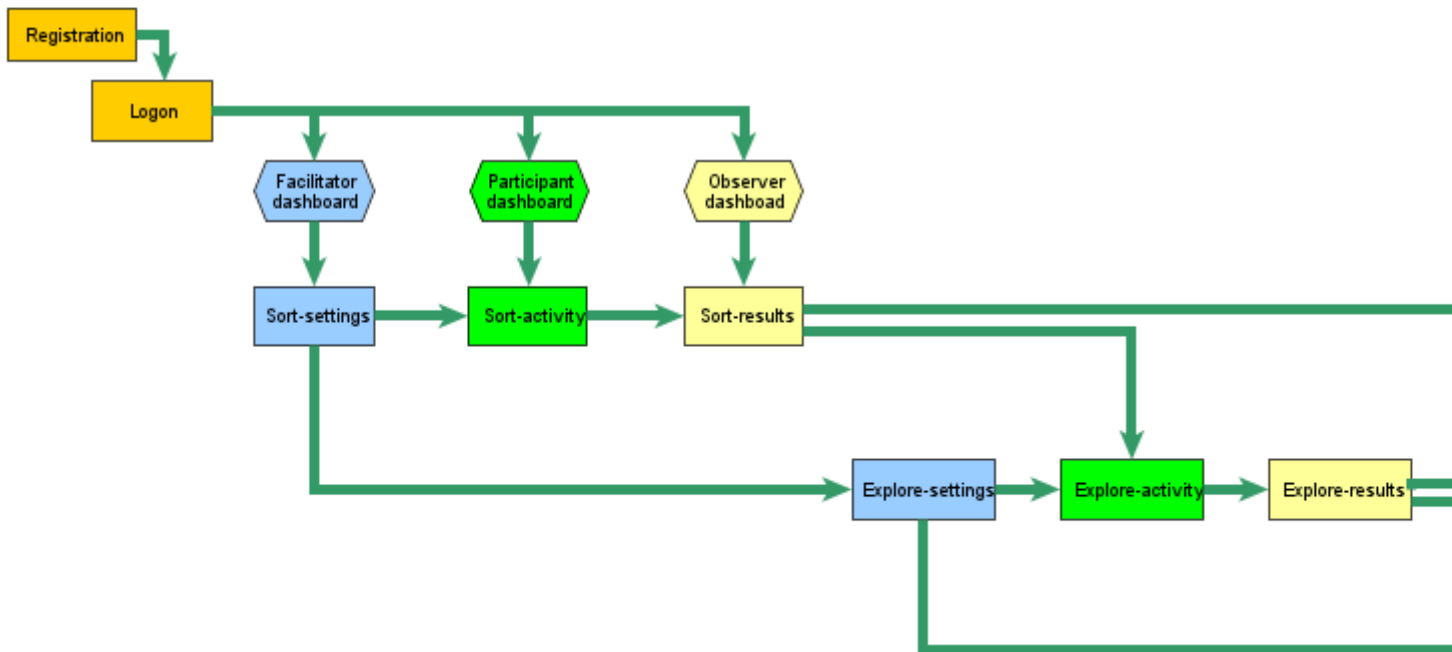 Registration
Logon
Facilitator
dashboard
Participant
dashboard
Observer
dashboad
Sort-settings
Sort-activity
Sort-results
Explore-settings
Explore-activity
Explore-results